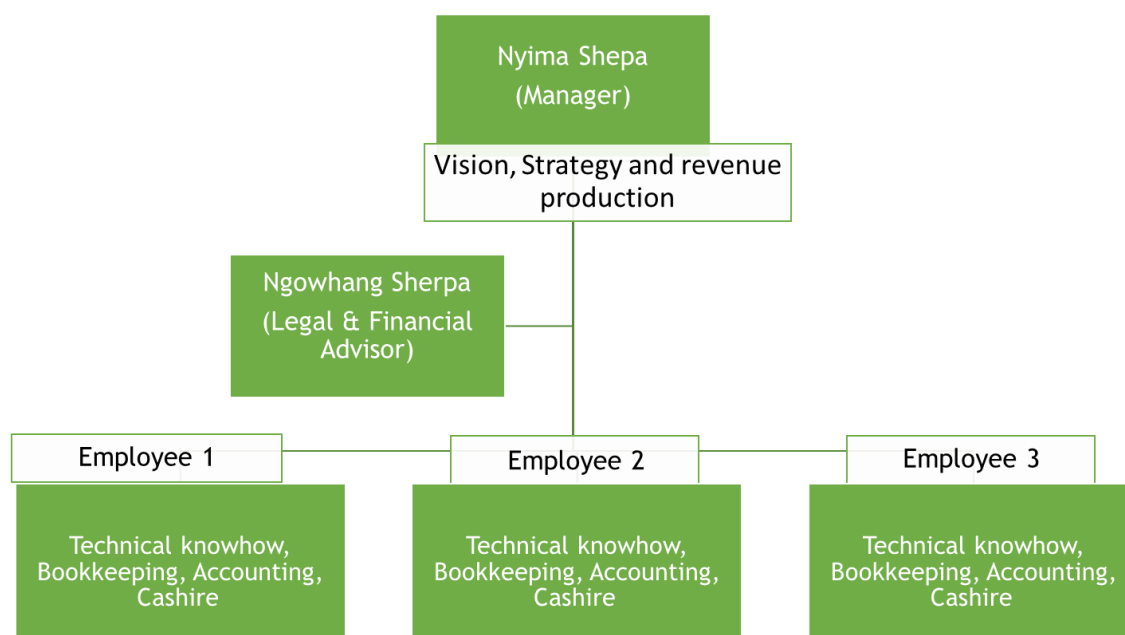 Nyima Shepa
(Manager)
Vision, Strategy and revenue
production
Ngowhang Sherpa
(Legal & Financial
Advisor)
Employee 1
Employee 2
Employee 3
Technical knowhow,
Bookkeeping, Accounting,
Cashire
Technical knowhow,
Bookkeeping, Accounting,
Cashire
Technical knowhow,
Bookkeeping, Accounting,
Cashire